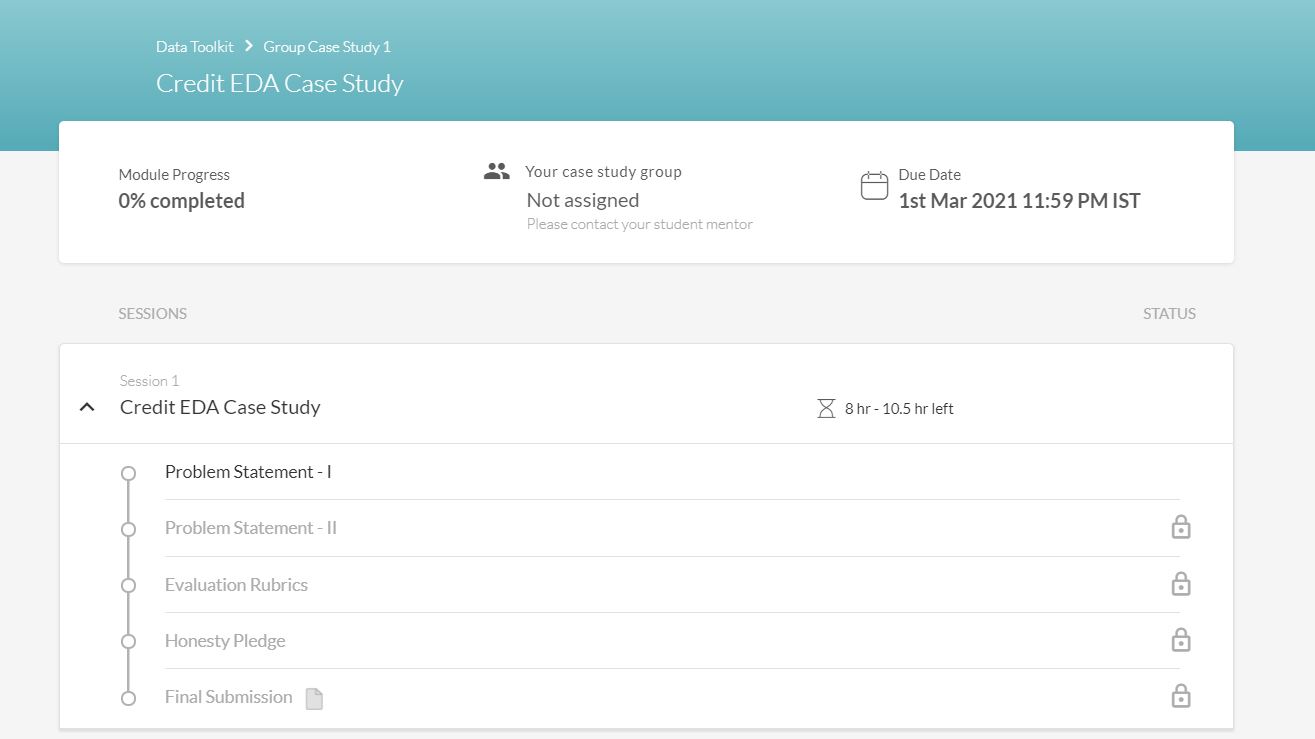 Data Toolkit Group Case Study 1
Credit EDA Case Study
Module Progress
0% completed
Your case study group
Not assigned
Please contact your student mentor
Due Date
1st Mar 2021 11:59 PM IST
SESSIONS STATUS
Session 1
Credit EDA Case Study
8 hr - 10.5 hr left
Problem Statement - I
Problem Statement - II
Evaluation Rubrics
Honesty Pledge
Final Submission